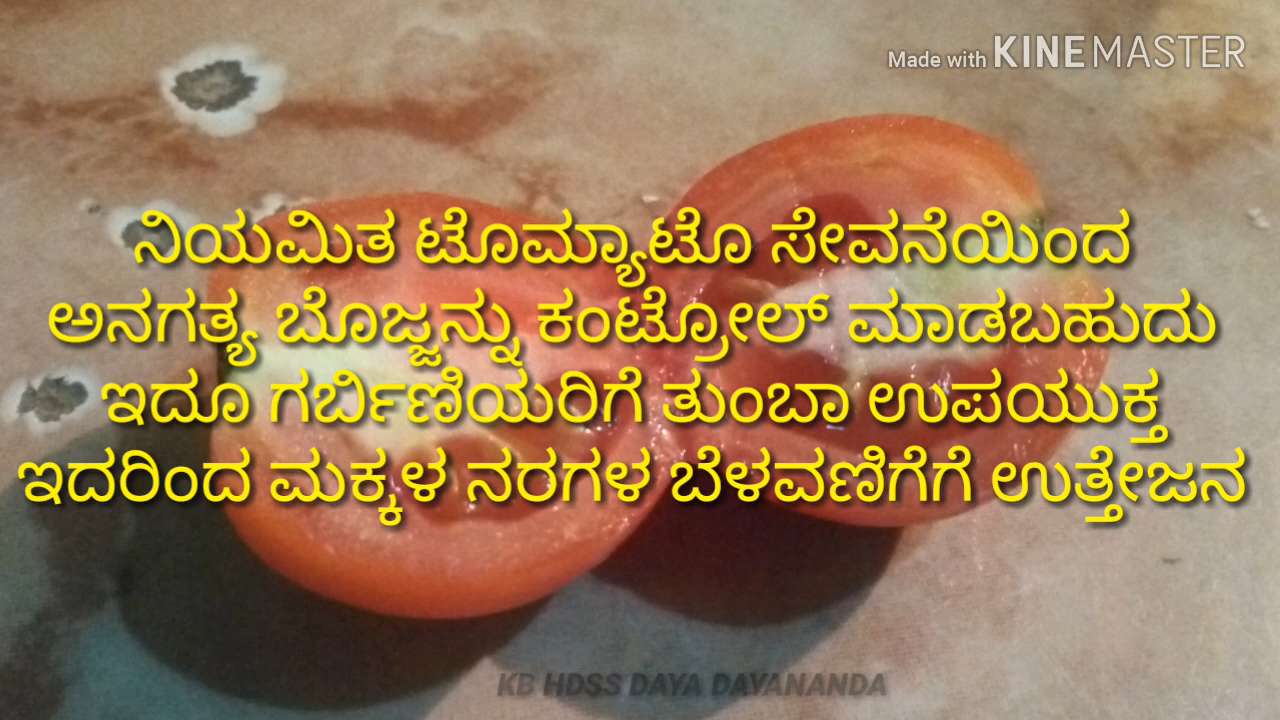 Made with KINEMASTER
ನಿಯಮಿತ ಟೊಮ್ಯಾಟೊ ಸೇವನೆಯಿಂದ
ಅನಗತ್ಯ ಬೊಜ್ಜನ್ನು ಕಂಟ್ರೋಲ್ ಮಾಡಬಹುದು
ಇದೂ ಗರ್ಬಿಣಿಯರಿಗೆ ತುಂಬಾ ಉಪಯುಕ್ತ
ಇದರಿಂದ ಮಕ್ಕಳ ನರಗಳ ಬೆಳವಣಿಗೆಗೆ ಉತ್ತೇಜನ
KB HDSS DAYA DAYANANDA